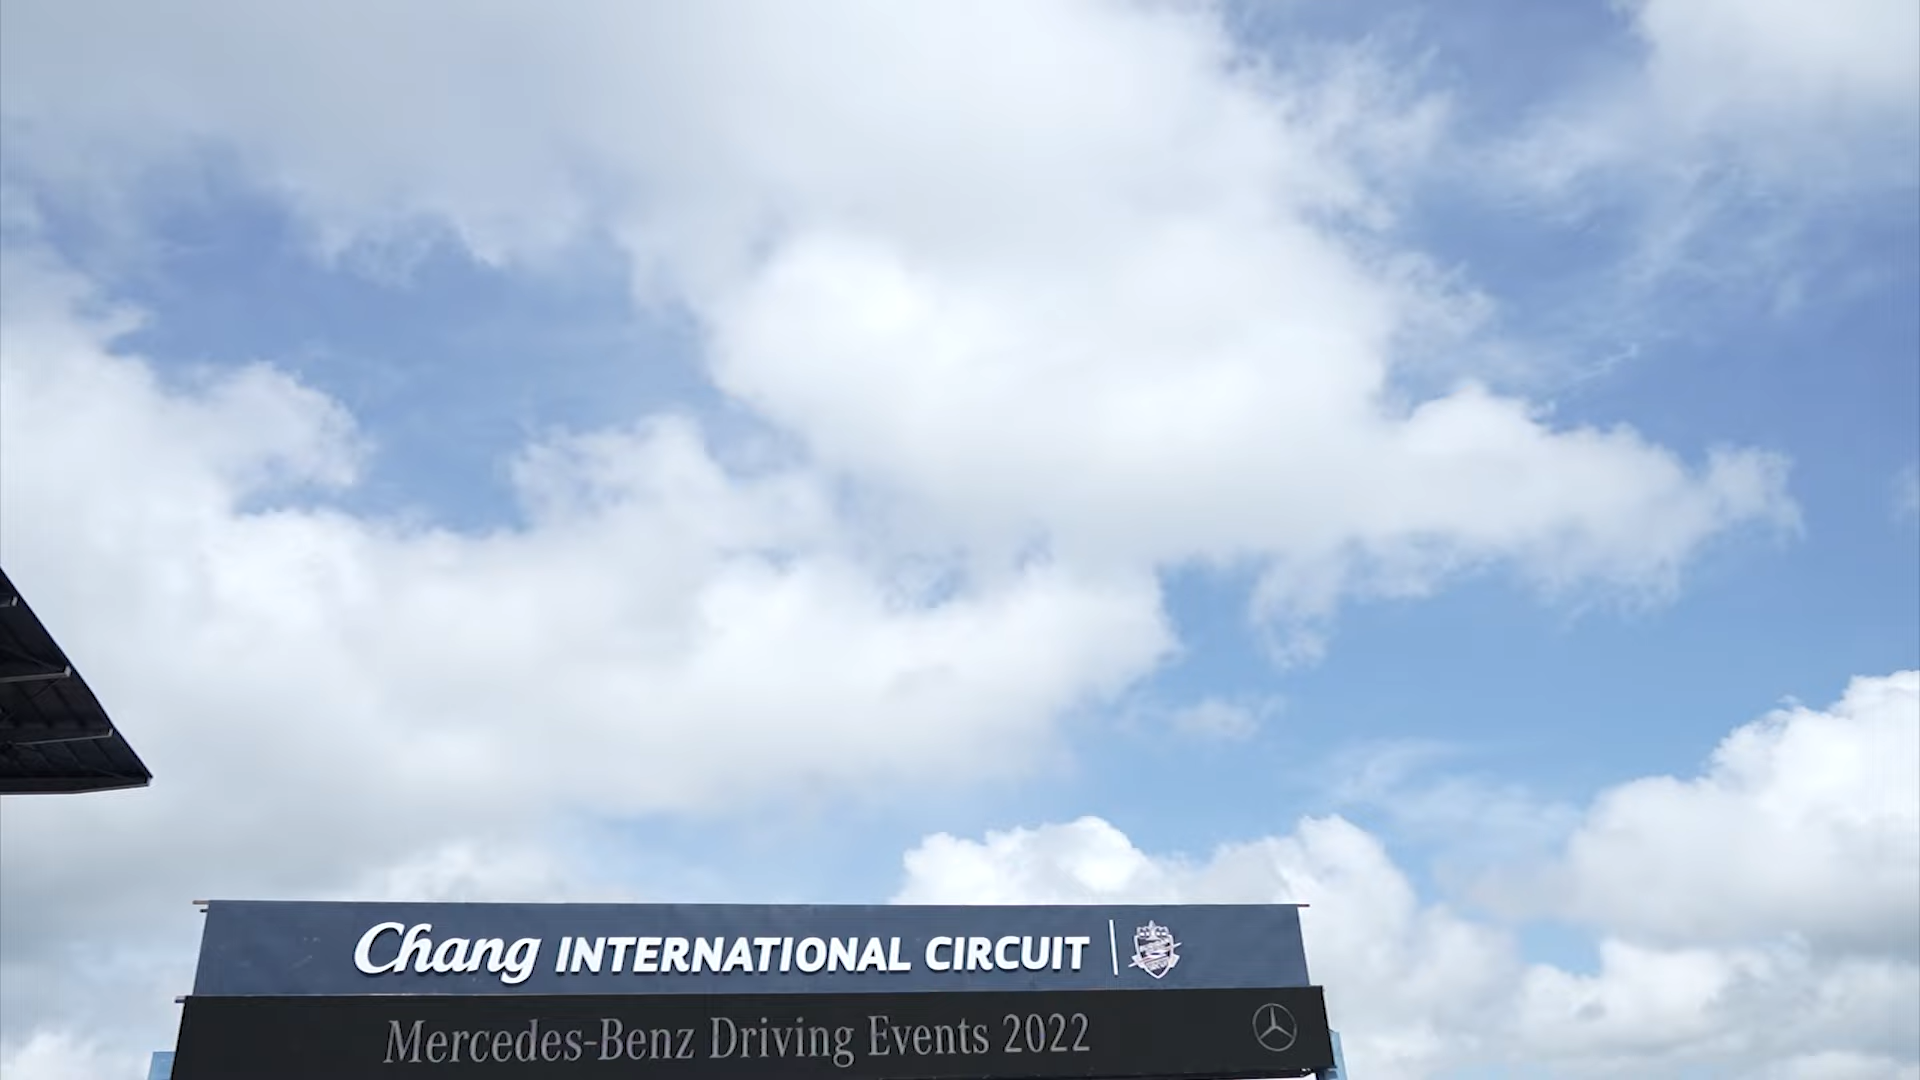 Chang INTERNATIONAL CIRCUIT
Mercedes-Benz Driving Events 2022